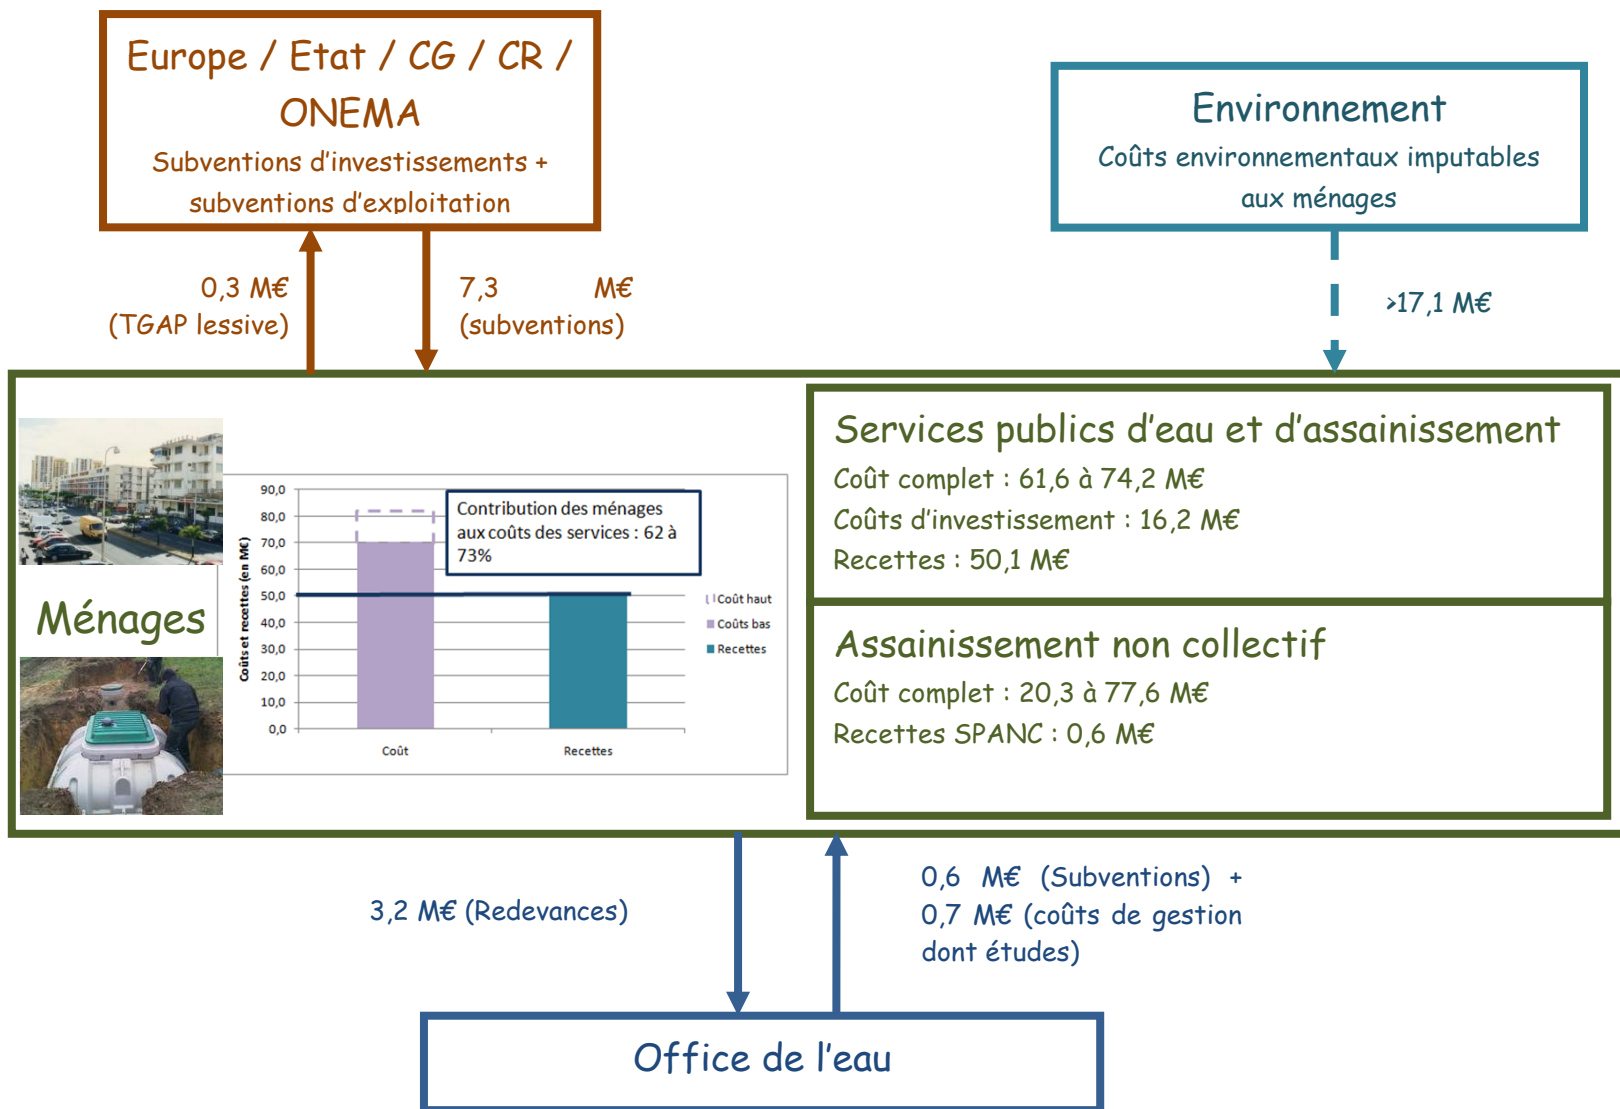 Europe / Etat / CG / CR /
ONEMA
Subventions d'investissements +
subventions d'exploitation
Environnement
Coûts environnementaux imputables
aux ménages
0,3 M€
(TGAP lessive)
7,3 M€
(subventions)
>17,1 M€
Ménages
Coûts et recettes (en M€)
90,0
80,0
70,0
60,0
50,0
40,0
30,0
20,0
10,0
0,0
Contribution des ménages
aux coûts des services : 62 à
73%
Coût
Recettes
Coût haut
Coûts bas
Recettes
Services publics d'eau et d'assainissement
Coût complet : 61,6 à 74,2 M€
Coûts d'investissement : 16,2 M€
Recettes : 50,1 M€
Assainissement non collectif
Coût complet : 20,3 à 77,6 M€
Recettes SPANC : 0,6 M€
3,2 M€ (Redevances)
0,6 M€ (Subventions) +
0,7 M€ (coûts de gestion
dont études)
Office de l'eau